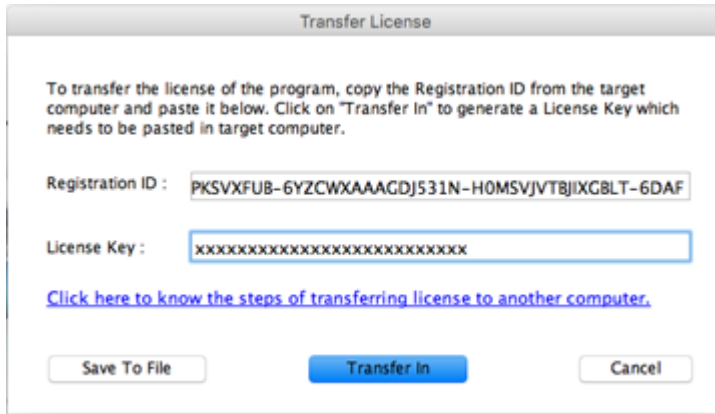 Transfer License
To transfer the license of the program, copy the Registration ID from the target
computer and paste it below. Click on "Transfer In" to generate a License Key which
needs to be pasted in target computer.
Registration ID : PKSVXFUB-6YZCWXAAAGDJ531N-H0MSVJVTBJIXGBLT-6DAF
License Key : xxxxxxxxxxxxxxxxxxxxxxxxxx
Click here to know the steps of transferring license to another computer.
Save To File Transfer In Cancel